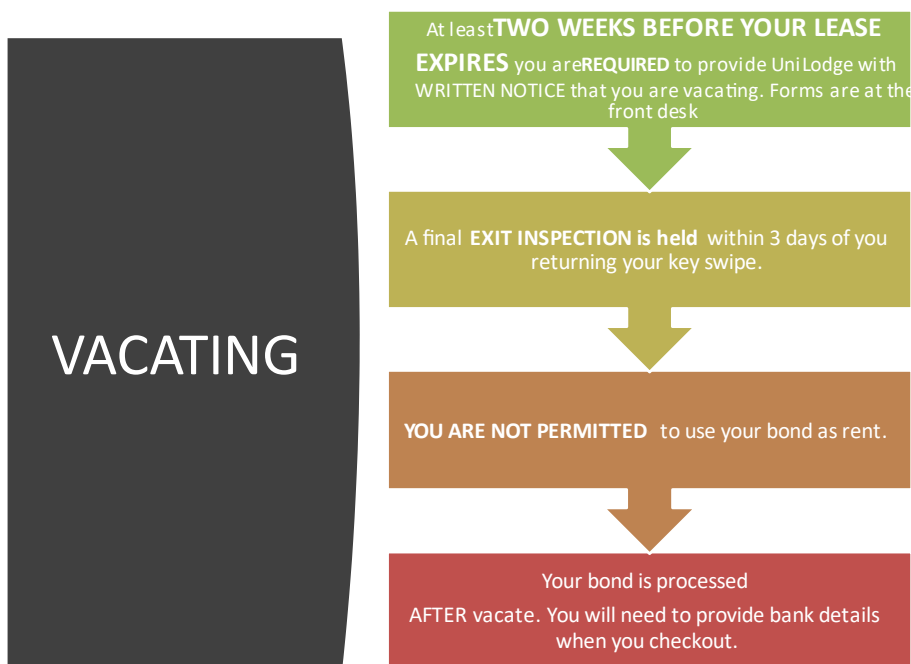 VACATING
At least TWO WEEKS BEFORE YOUR LEASE
EXPIRES you are REQUIRED to provide UniLodge with
WRITTEN NOTICE that you are vacating. Forms are at the
front desk
A final EXIT INSPECTION is held within 3 days of you
returning your key swipe.
YOU ARE NOT PERMITTED to use your bond as rent.
Your bond is processed
AFTER vacate. You will need to provide bank details
when you checkout.